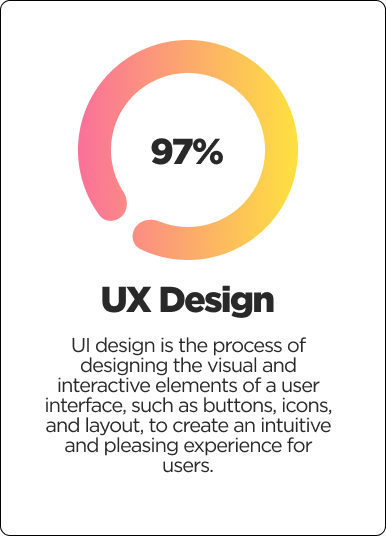 97%
UX Design
UI design is the process of
designing the visual and
interactive elements of a user
interface, such as buttons, icons,
and layout, to create an intuitive
and pleasing experience for
users.